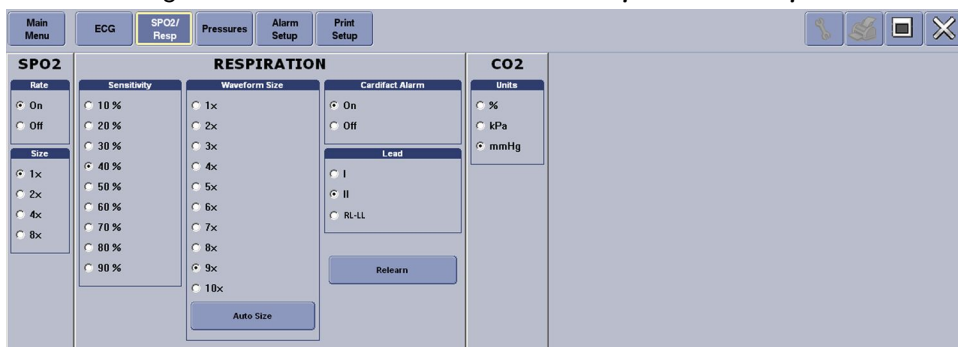 Main
Menu
ECG
SPO2/
Resp
Pressures
Alarm
Setup
Print
Setup
SPO2
Rate
On
Off
Size
1x
2x
4x
8x
RESPIRATION
Sensitivity
10 %
20 %
30 %
40 %
50 %
60 %
70 %
80 %
90 %
Waveform Size
1x
2x
3x
4x
5x
6x
7x
8x
9x
10x
Auto Size
Cardifact Alarm
On
Off
Lead
I
II
RL-LL
Relearn
CO2
Units
%
kPa
mmHg